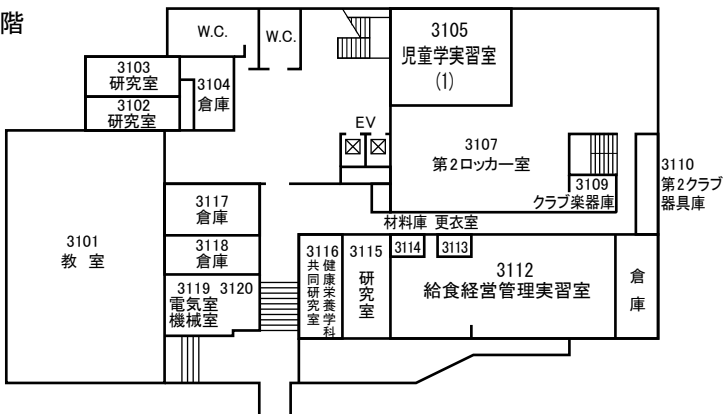 階
W.C.
W.C.
3105
児童学実習室
(1)
3103
研究室
3104
倉庫
3102
研究室
EV
3107
第2ロッカー室
3110
第2クラブ
器具庫
3109
クラブ楽器庫
3117
倉庫
材料庫 更衣室
3101
教 室
3118
倉庫
3116
健康栄養学科
共同研究室
3115
研究室
3114
3113
3112
給食経営管理実習室
倉庫
3119 3120
電気室
機械室